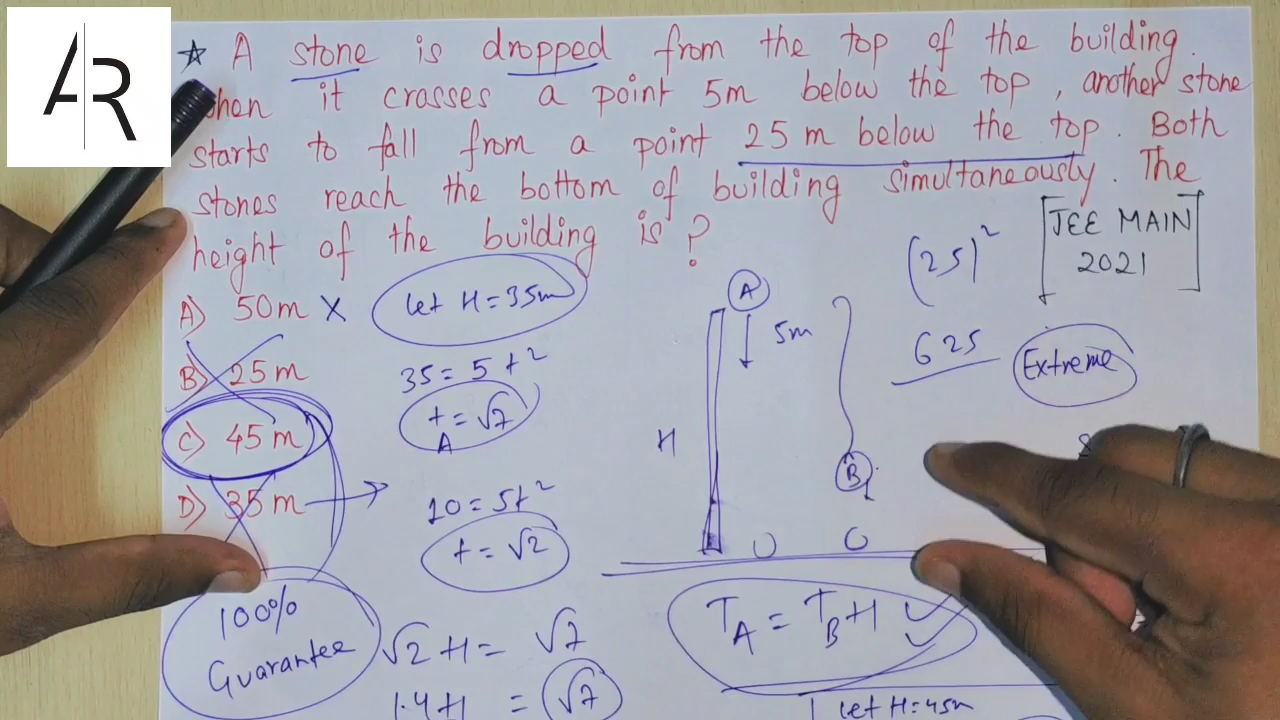 AR
☆ A stone is dropped from the top of the building.
hen it crasses a point 5m below the top, another stone
starts to fall from a point 25 m below the top. Both
stones reach the bottom of building simultaneously. The
height of the building is?
[JEE MAIN 2021]
(25)²
625
Extreme
A) 50m X
B) 25m
C) 45m
D) 35m →
100% Guarantee
let H=35m
35 = 5t²
t_A = √7
10 = 5t²
t = √2
√2 +1 = √7
1.4+1 = √7
A
5m
H
B
T_A = T_B+1
let H=45m